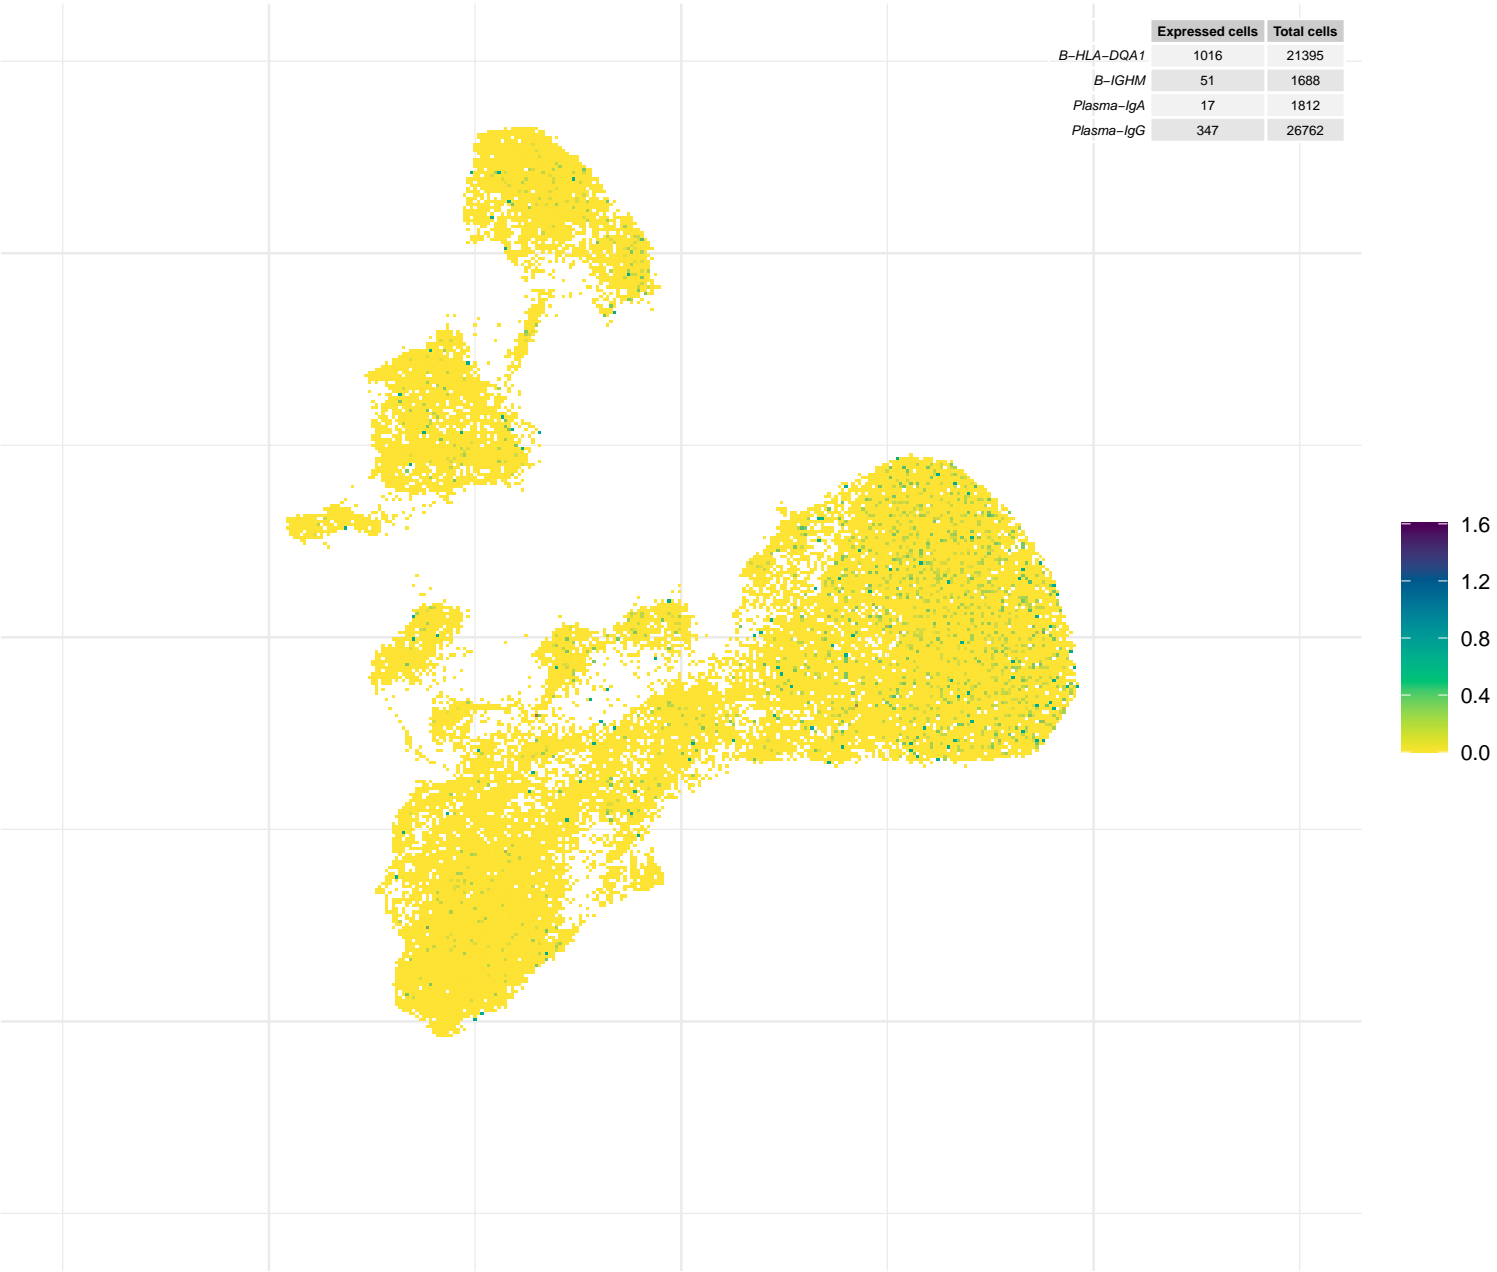 Expressed cells Total cells
B−HLA−DQA1 1016 21395
B−IGHM 51 1688
Plasma−IgA 17 1812
Plasma−IgG 347 26762
1.6
1.2
0.8
0.4
0.0